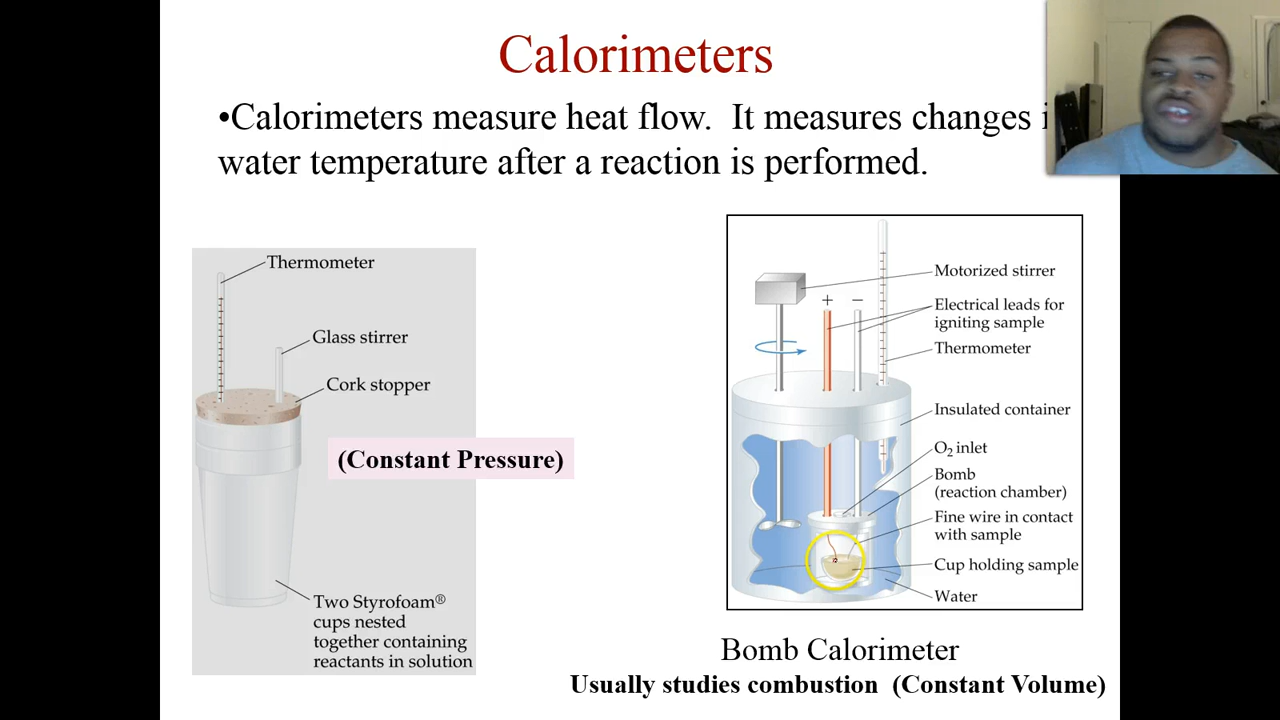 Calorimeters
•Calorimeters measure heat flow.  It measures changes
water temperature after a reaction is performed.
Thermometer
Glass stirrer
Cork stopper
(Constant Pressure)
Two Styrofoam®
cups nested
together containing
reactants in solution
+ −
Motorized stirrer
Electrical leads for
igniting sample
Thermometer
Insulated container
O₂ inlet
Bomb
(reaction chamber)
Fine wire in contact
with sample
Cup holding sample
Water
Bomb Calorimeter
Usually studies combustion  (Constant Volume)